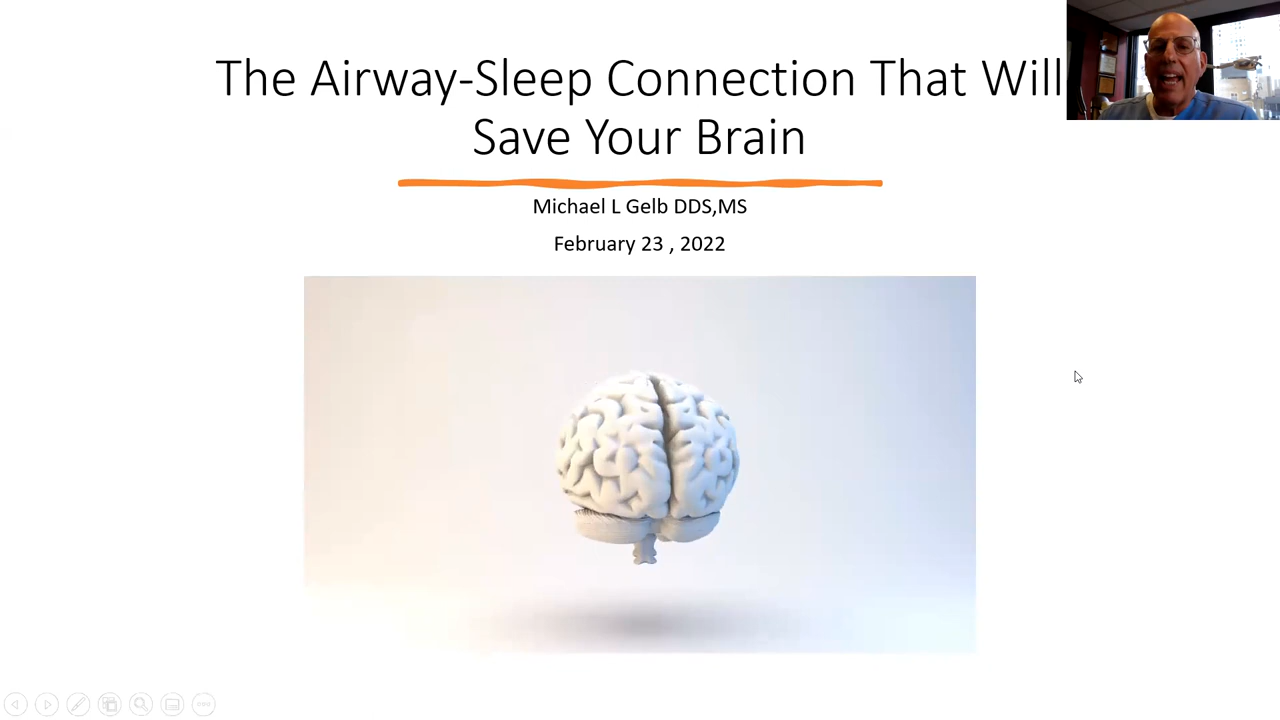 The Airway-Sleep Connection That Will
Save Your Brain
Michael L Gelb DDS,MS
February 23 , 2022